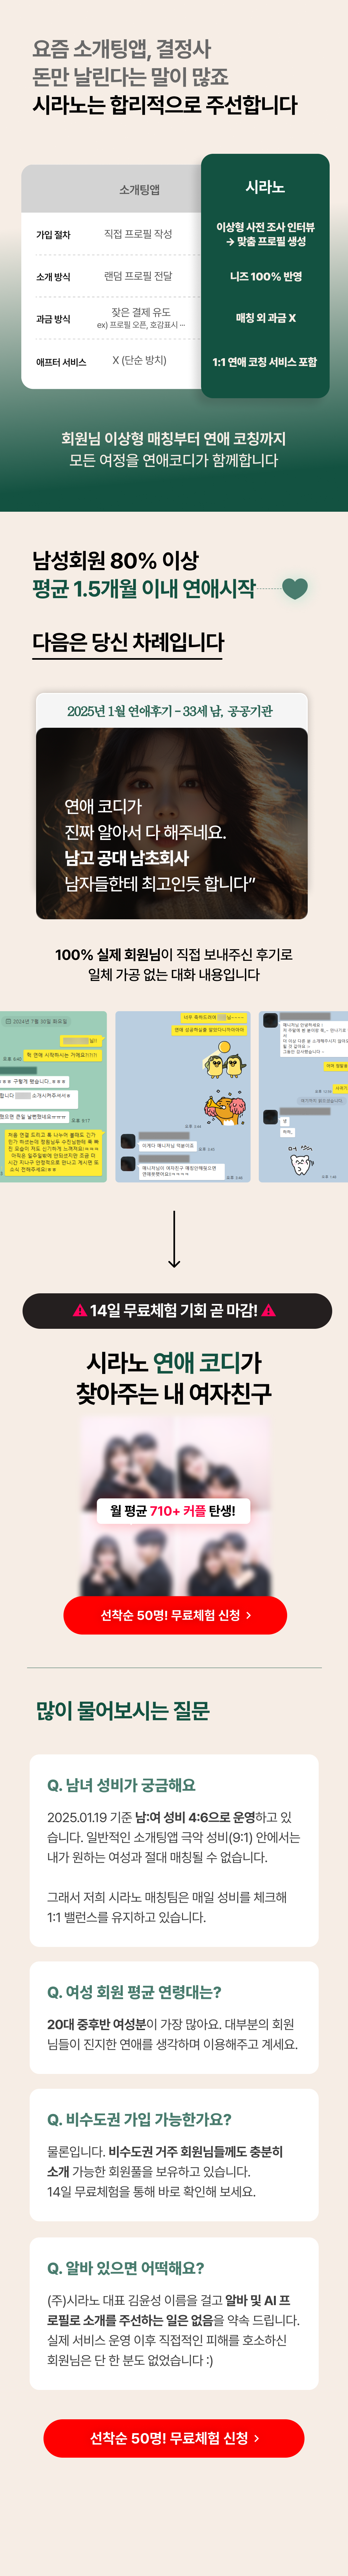 요즘 소개팅앱, 결정사
돈만 날린다는 말이 많죠
시라노는 합리적으로 주선합니다
소개팅앱
시라노
가입 절차
직접 프로필 작성
이상형 사전 조사 인터뷰
→ 맞춤 프로필 생성
소개 방식
랜덤 프로필 전달
니즈 100% 반영
과금 방식
잦은 결제 유도
ex) 프로필 오픈, 호감표시 ···
매칭 외 과금 X
애프터 서비스
X (단순 방치)
1:1 연애 코칭 서비스 포함
회원님 이상형 매칭부터 연애 코칭까지
모든 여정을 연애코디가 함께합니다
남성회원 80% 이상
평균 1.5개월 이내 연애시작
다음은 당신 차례입니다
2025년 1월 연애후기 - 33세 남, 공공기관
연애 코디가
진짜 알아서 다 해주네요.
남고 공대 남초회사
남자들한테 최고인듯 합니다”
100% 실제 회원님이 직접 보내주신 후기로
일체 가공 없는 대화 내용입니다
2024년 7월 30일 화요일
오후 8:17
오후 3:44
오후 3:45
오후 3:46
14일 무료체험 기회 곧 마감!
시라노 연애 코디가
찾아주는 내 여자친구
월 평균 710+ 커플 탄생!
선착순 50명! 무료체험 신청 >
많이 물어보시는 질문
Q. 남녀 성비가 궁금해요
2025.01.19 기준 남:여 성비 4:6으로 운영하고 있
습니다. 일반적인 소개팅앱 극악 성비(9:1) 안에서는
내가 원하는 여성과 절대 매칭될 수 없습니다.
그래서 저희 시라노 매칭팀은 매일 성비를 체크해
1:1 밸런스를 유지하고 있습니다.
Q. 여성 회원 평균 연령대는?
20대 중후반 여성분이 가장 많아요. 대부분의 회원
님들이 진지한 연애를 생각하며 이용해주고 계세요.
Q. 비수도권 가입 가능한가요?
물론입니다. 비수도권 거주 회원님들께도 충분히
소개 가능한 회원풀을 보유하고 있습니다.
14일 무료체험을 통해 바로 확인해 보세요.
Q. 알바 있으면 어떡해요?
(주)시라노 대표 김윤성 이름을 걸고 알바 및 AI 프
로필로 소개를 주선하는 일은 없음을 약속 드립니다.
실제 서비스 운영 이후 직접적인 피해를 호소하신
회원님은 단 한 분도 없었습니다 :)
선착순 50명! 무료체험 신청 >